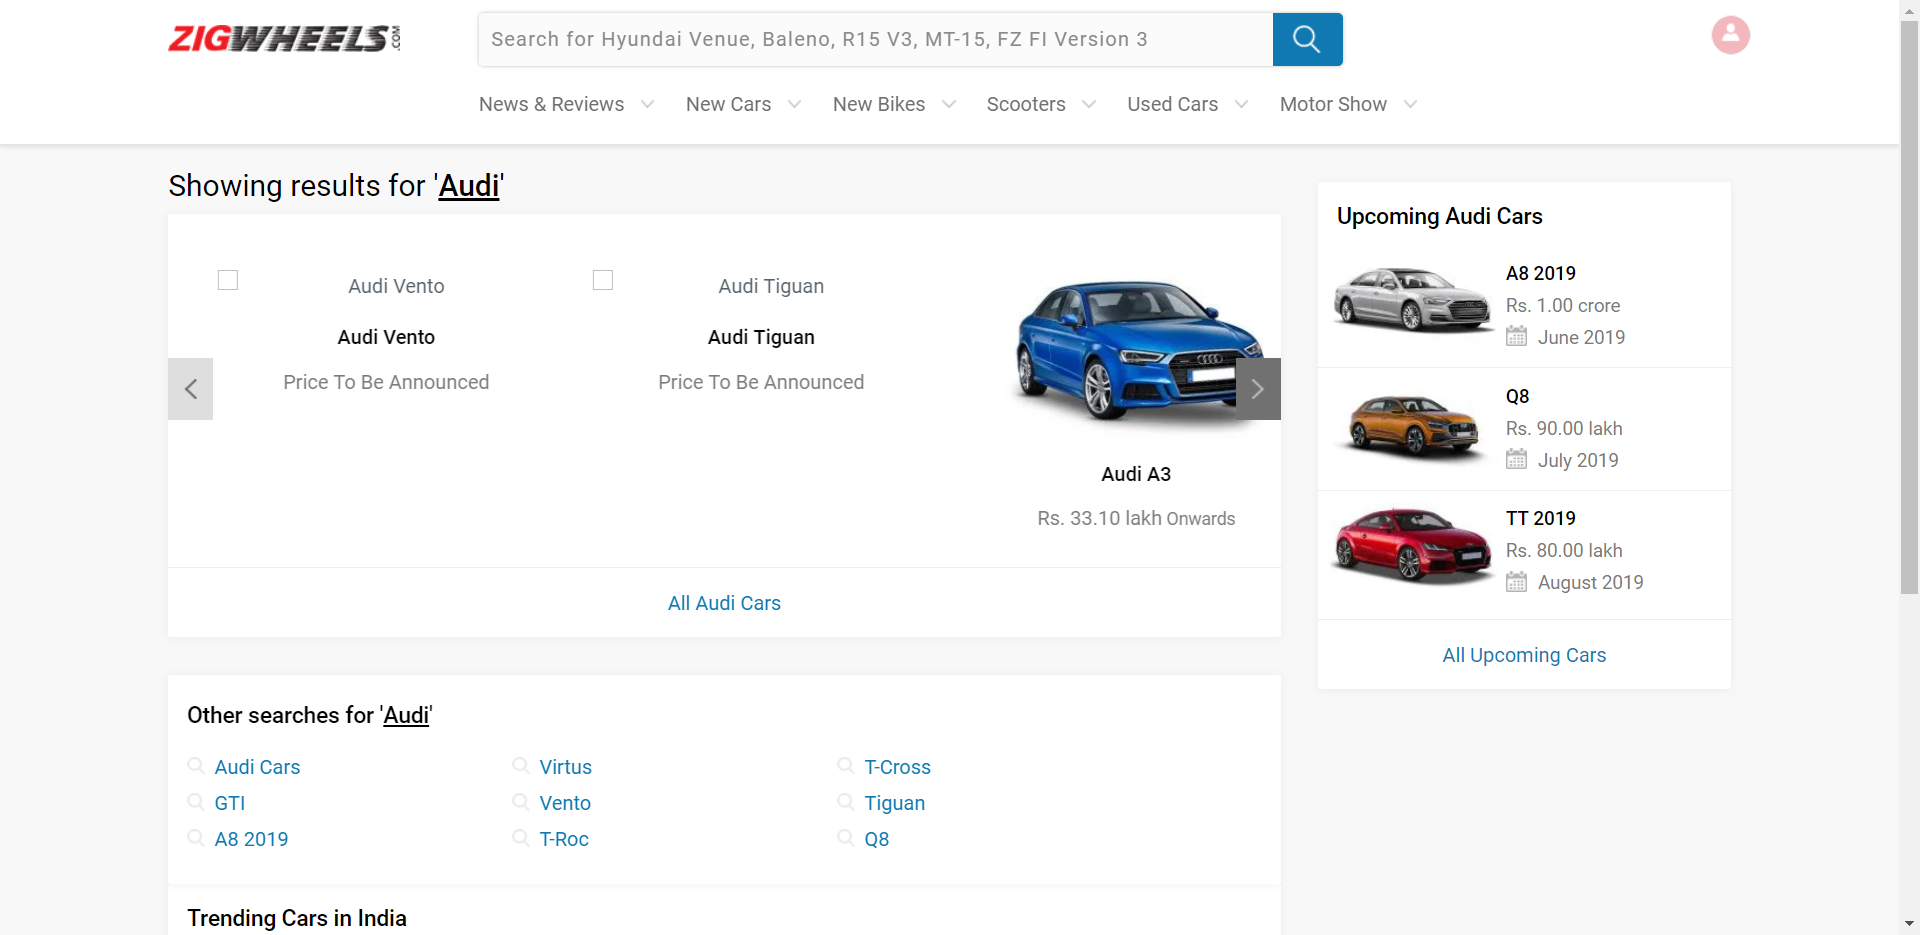 ZIGWHEELS.COM
Search for Hyundai Venue, Baleno, R15 V3, MT-15, FZ FI Version 3
News & Reviews New Cars New Bikes Scooters Used Cars Motor Show
Showing results for 'Audi'
Audi Vento
Audi Vento
Price To Be Announced
Audi Tiguan
Audi Tiguan
Price To Be Announced
Audi A3
Rs. 33.10 lakh Onwards
All Audi Cars
Upcoming Audi Cars
A8 2019
Rs. 1.00 crore
June 2019
Q8
Rs. 90.00 lakh
July 2019
TT 2019
Rs. 80.00 lakh
August 2019
All Upcoming Cars
Other searches for 'Audi'
Audi Cars Virtus T-Cross
GTI Vento Tiguan
A8 2019 T-Roc Q8
Trending Cars in India